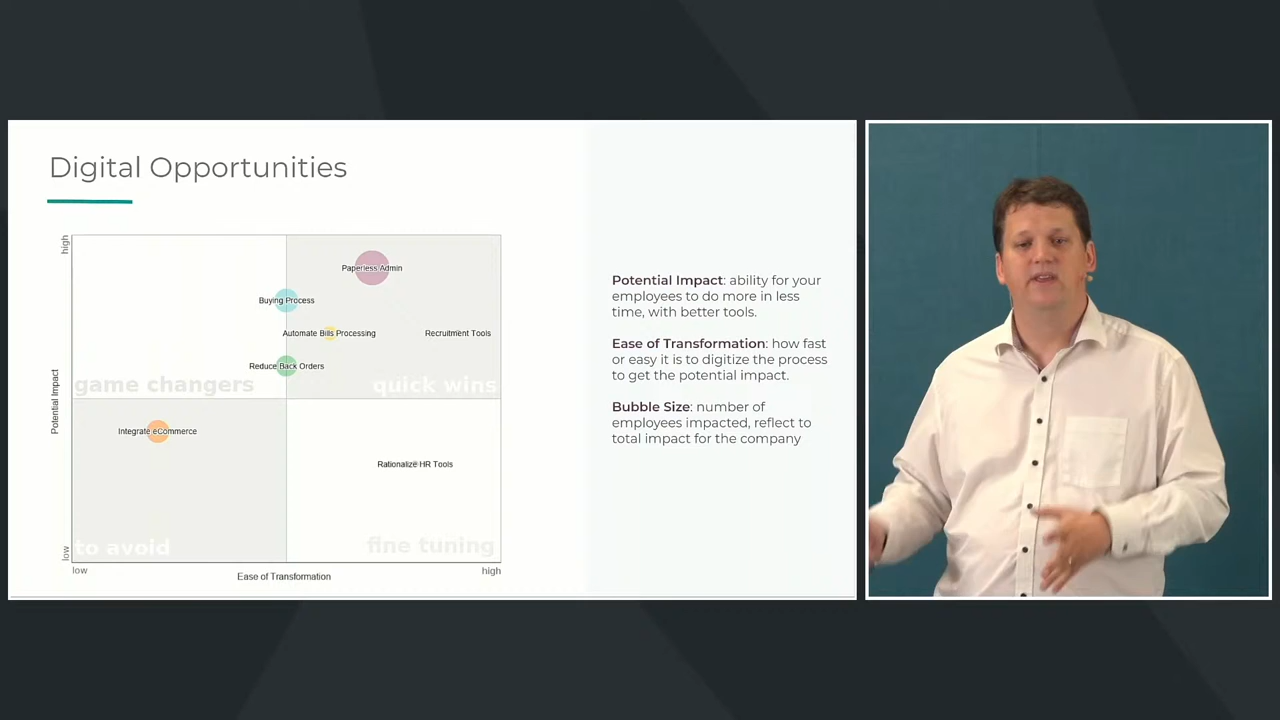 Digital Opportunities
high
Paperless Admin
Buying Process
Automate Bills Processing
Recruitment Tools
Reduce Back Orders
game changers
quick wins
Potential Impact
Integrate eCommerce
Rationalize HR Tools
to avoid
fine tuning
low
low
high
Ease of Transformation
Potential Impact: ability for your
employees to do more in less
time, with better tools.
Ease of Transformation: how fast
or easy it is to digitize the process
to get the potential impact.
Bubble Size: number of
employees impacted, reflect to
total impact for the company